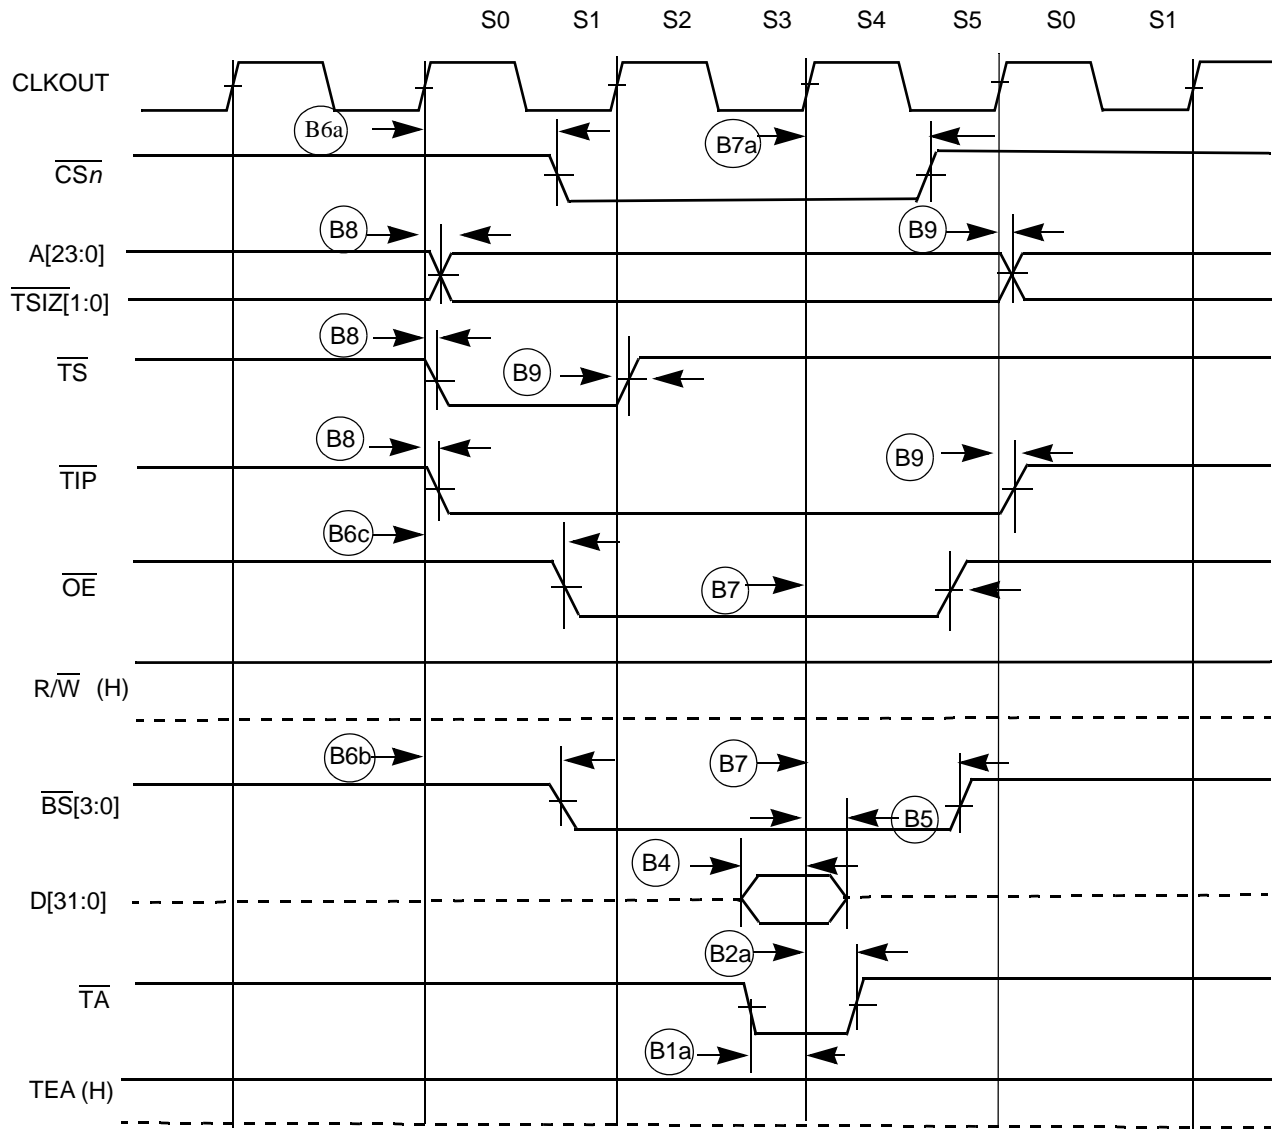 S0 S1 S2 S3 S4 S5 S0 S1
CLKOUT
B6a B7a
CSn
B8 B9
A[23:0]
TSIZ[1:0]
B8
TS B9
B8 B9
TIP
B6c
OE B7
R/W (H)
B6b B7
BS[3:0] B5
B4
D[31:0]
B2a
TA
B1a
TEA (H)